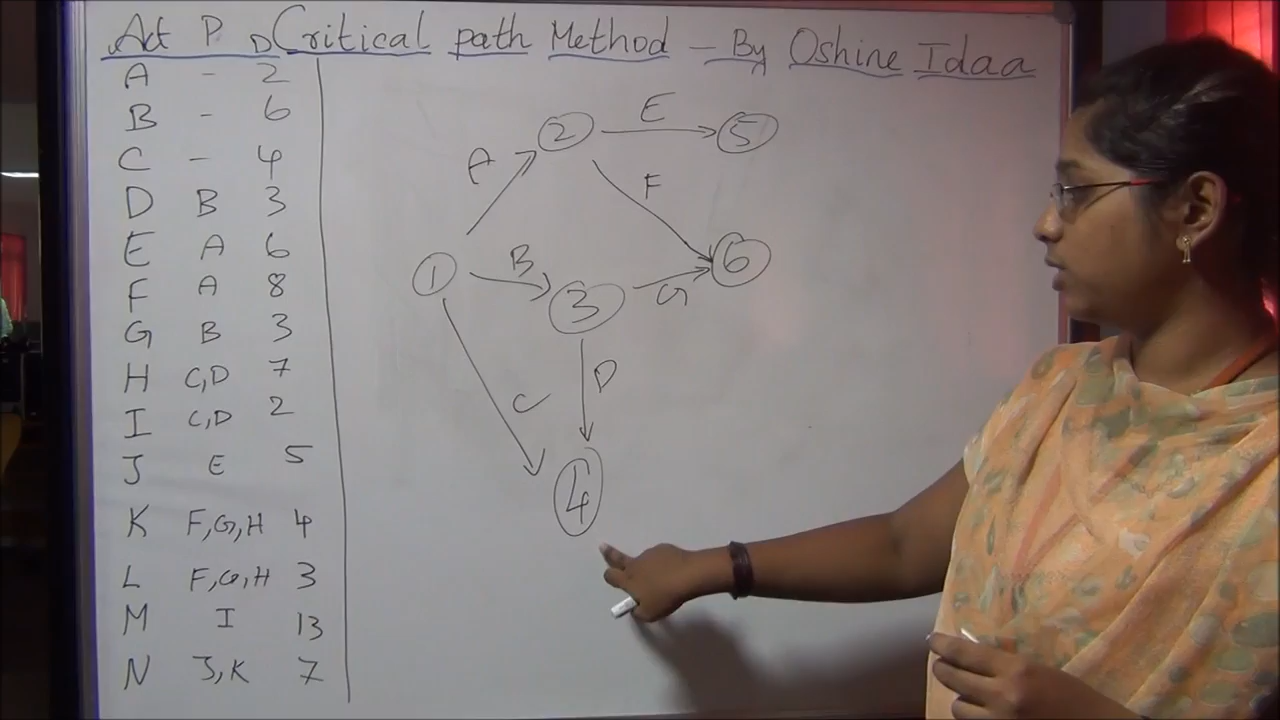 Act P D Critical path Method - By Oshine Idaa
A - 2
B - 6
C - 4
D B 3
E A 6
F A 8
G B 3
H C,D 7
I C,D 2
J E 5
K F,G,H 4
L F,G,H 3
M I 13
N J,K 7
E
2
5
A
F
B
6
1
3
G
D
C
4